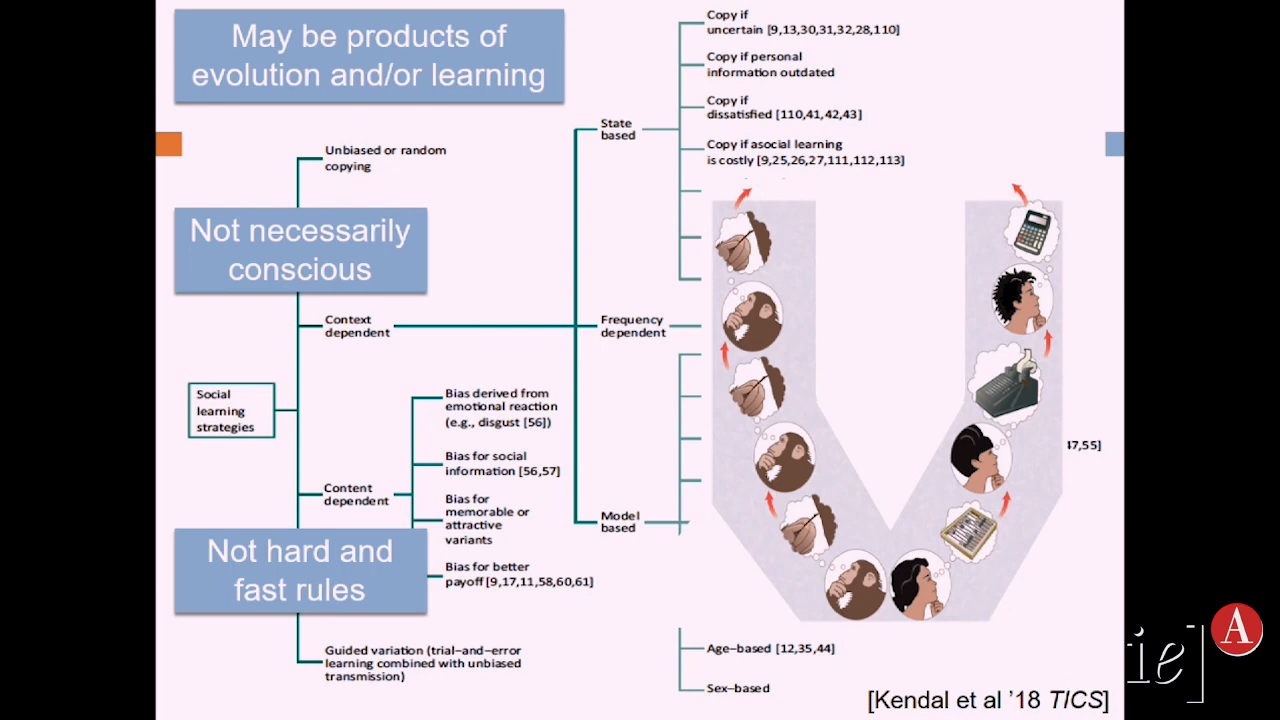 May be products of
evolution and/or learning
Copy if
uncertain [9,13,30,31,32,28,110]
Copy if personal
information outdated
Copy if
dissatisfied [110,41,42,43]
Copy if asocial learning
is costly [9,25,26,27,111,112,113]
State
based
Unbiased or random
copying
Not necessarily
conscious
Context
dependent
Frequency
dependent
Social
learning
strategies
Bias derived from
emotional reaction
(e.g., disgust [56])
Bias for social
information [56,57]
Content
dependent
Bias for
memorable or
attractive
variants
Model
based
Not hard and
fast rules
Bias for better
payoff [9,17,11,58,60,61]
Guided variation (trial–and–error
learning combined with unbiased
transmission)
47,55]
Age–based [12,35,44]
Sex–based
[Kendal et al ’18 TICS]
ie]
A